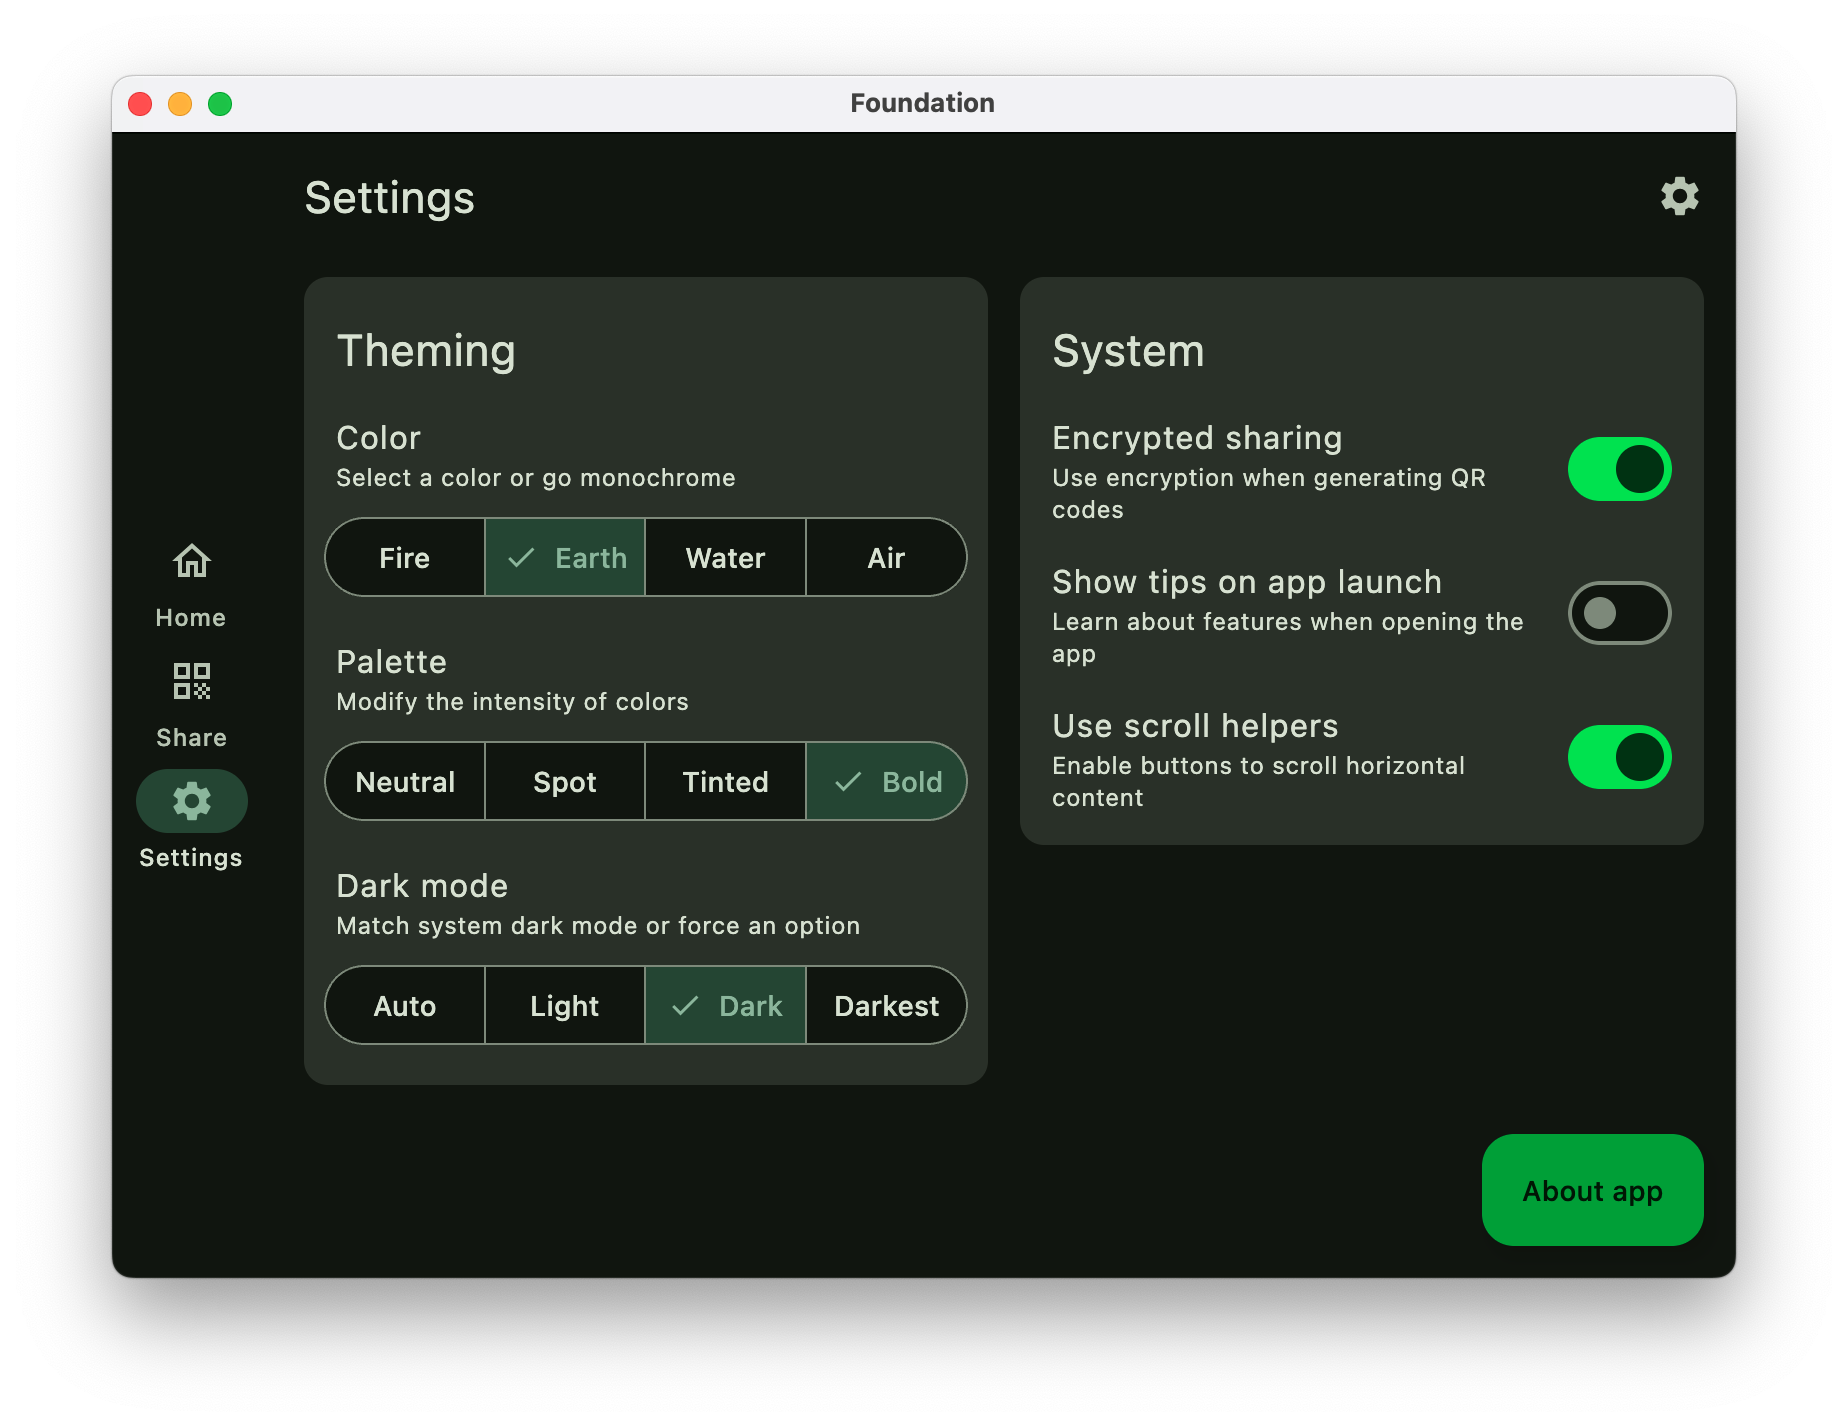 Foundation
Settings
Home
Share
Settings
Theming
Color
Select a color or go monochrome
Fire
Earth
Water
Air
Palette
Modify the intensity of colors
Neutral
Spot
Tinted
Bold
Dark mode
Match system dark mode or force an option
Auto
Light
Dark
Darkest
System
Encrypted sharing
Use encryption when generating QR
codes
Show tips on app launch
Learn about features when opening the
app
Use scroll helpers
Enable buttons to scroll horizontal
content
About app